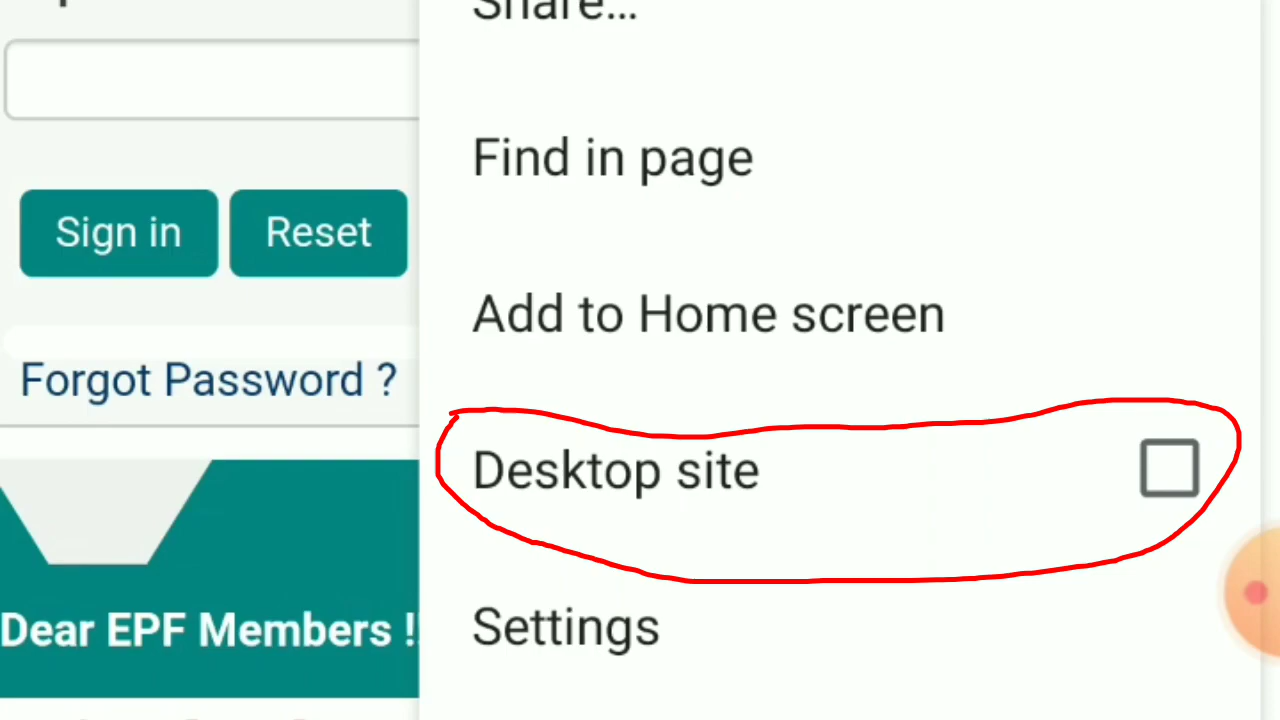 Share...
Find in page
Sign in
Reset
Add to Home screen
Forgot Password ?
Desktop site
Settings
Dear EPF Members !